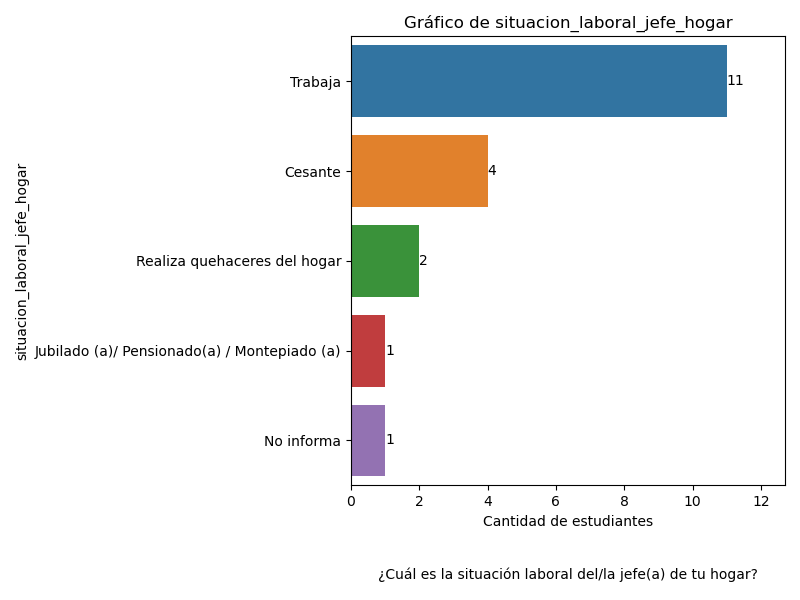 Gráfico de situacion_laboral_jefe_hogar
situacion_laboral_jefe_hogar
Trabaja
11
Cesante
4
Realiza quehaceres del hogar
2
Jubilado (a)/ Pensionado(a) / Montepiado (a)
1
No informa
1
0 2 4 6 8 10 12
Cantidad de estudiantes
¿Cuál es la situación laboral del/la jefe(a) de tu hogar?